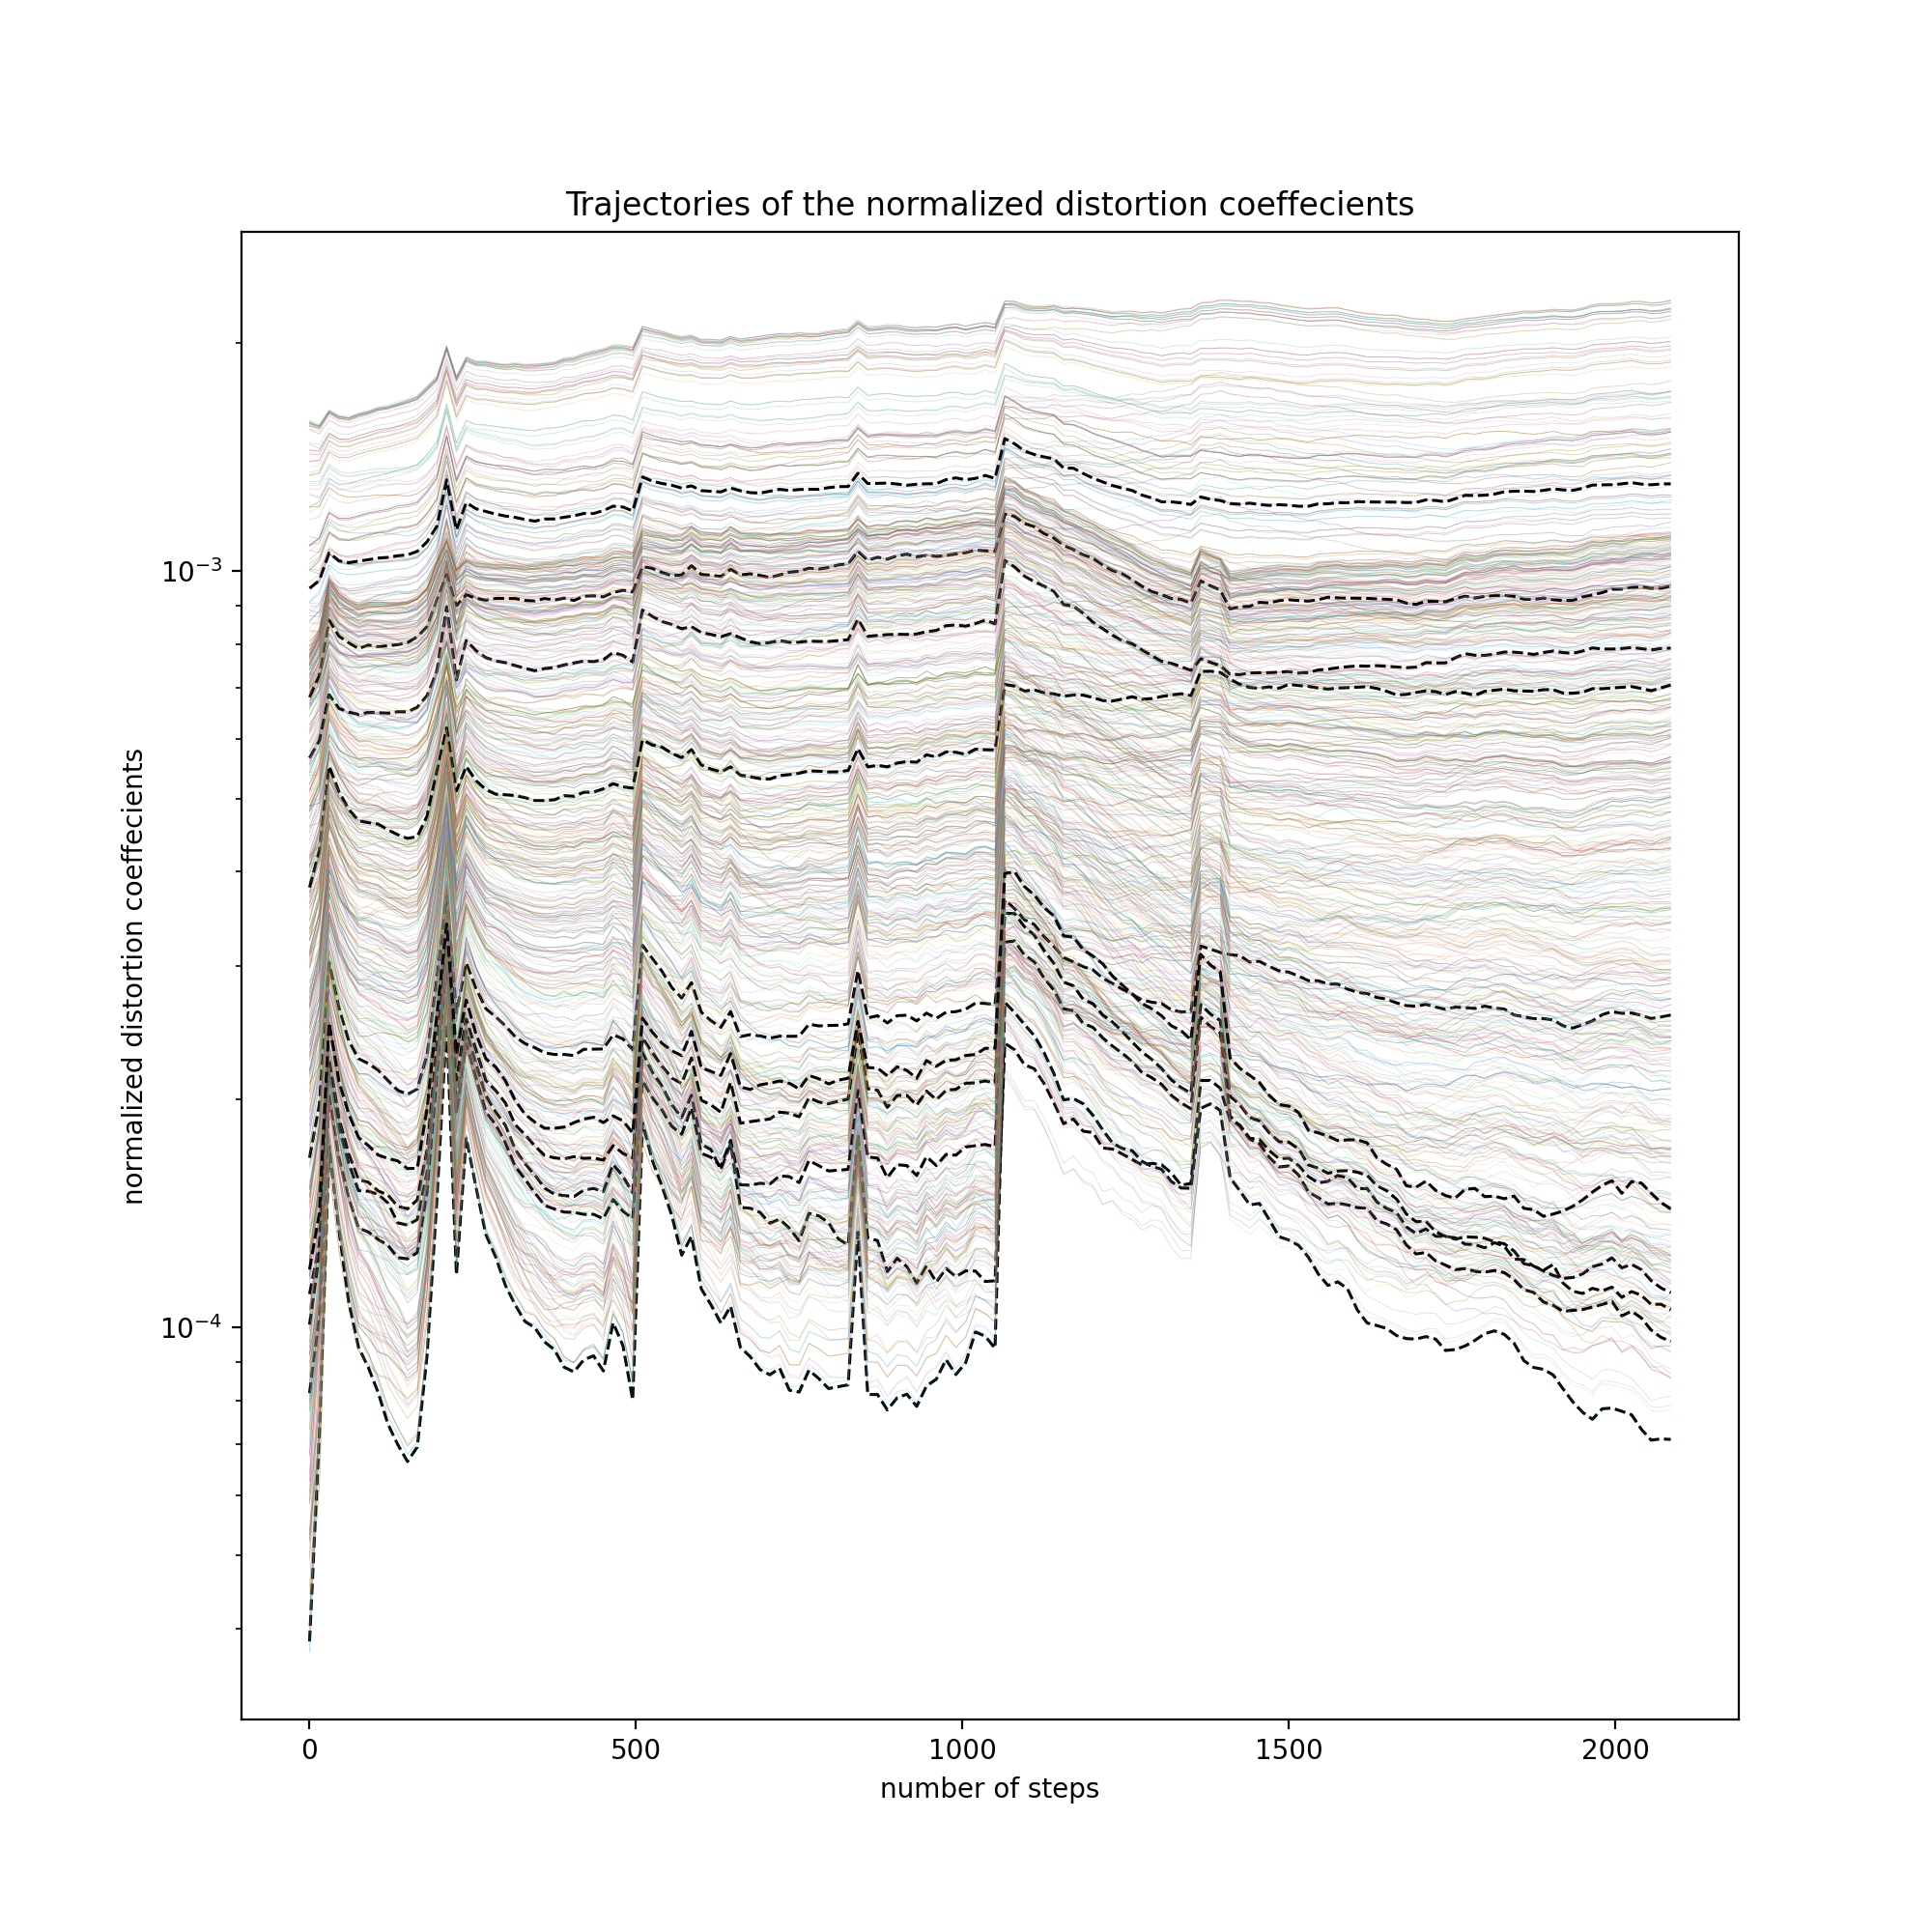 Trajectories of the normalized distortion coeffecients
normalized distortion coeffecients
10⁻³
10⁻⁴
0 500 1000 1500 2000
number of steps